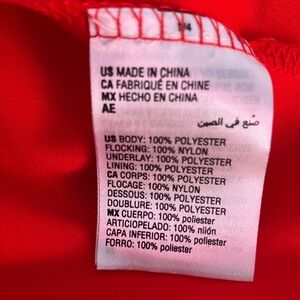 1/4
US MADE IN CHINA
CA FABRIQUÉ EN CHINE
MX HECHO EN CHINA
AE
صنع في الصين
US BODY: 100% POLYESTER
FLOCKING: 100% NYLON
UNDERLAY: 100% POLYESTER
LINING: 100% POLYESTER
CA CORPS: 100% POLYESTER
FLOCAGE: 100% NYLON
DESSOUS: 100% POLYESTER
DOUBLURE: 100% POLYESTER
MX CUERPO: 100% poliester
ARTICIOPELADO: 100% nilón
CAPA INFERIOR: 100% poliester
FORRO: 100% poliester